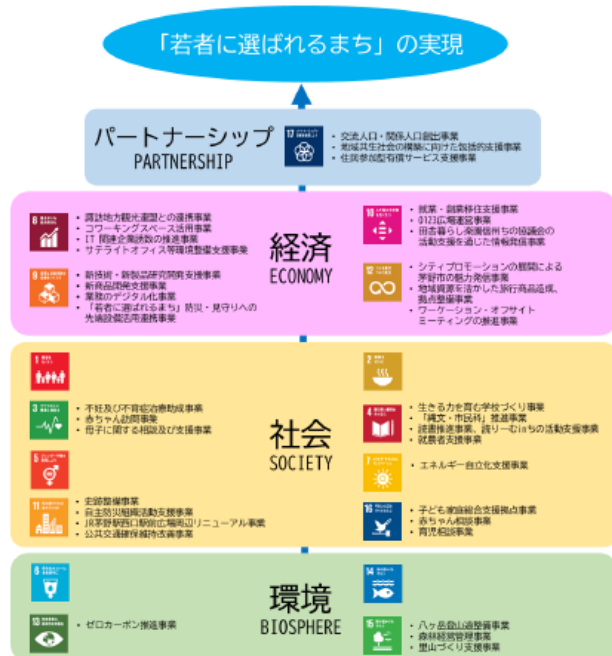 「若者に選ばれるまち」の実現
パートナーシップ
PARTNERSHIP
17
・ 交流人口・関係人口創出事業
・ 地域共生社会の構築に向けた包括的支援事業
・ 住民参加型有償サービス支援事業
経済
ECONOMY
8
・ 諏訪地方観光連盟との連携事業
・ コワーキングスペース活用事業
・ IT 関連企業誘致の推進事業
・ サテライトオフィス等環境整備支援事業
9
・ 新技術・新製品研究開発支援事業
・ 新商品開発支援事業
・ 業務のデジタル化事業
・ 「若者に選ばれるまち」防災・見守りへの
先端設備活用連携事業
10
・ 就業・創業移住支援事業
・ 0123広場運営事業
・ 田舎暮らし楽園信州ちの協議会の
活動支援を通じた情報発信事業
12
・ シティプロモーションの展開による
茅野市の魅力発信事業
・ 地域資源を活かした旅行商品造成、
拠点整備事業
・ ワーケーション・オフサイト
ミーティングの推進事業
社会
SOCIETY
1
3
・ 不妊及び不育症治療助成事業
・ 赤ちゃん訪問事業
・ 母子に関する相談及び支援事業
5
11
・ 史跡整備事業
・ 自主防災組織活動支援事業
・ JR茅野駅西口駅前広場周辺リニューアル事業
・ 公共交通確保維持改善事業
2
4
・ 生きる力を育む学校づくり事業
・ 「縄文・市民科」推進事業
・ 読書推進事業、読りーむinちの活動支援事業
・ 就農者支援事業
7
・ エネルギー自立化支援事業
16
・ 子ども家庭総合支援拠点事業
・ 赤ちゃん相談事業
・ 育児相談事業
環境
BIOSPHERE
6
13
・ ゼロカーボン推進事業
14
15
・ 八ヶ岳登山道整備事業
・ 森林経営管理事業
・ 里山づくり支援事業